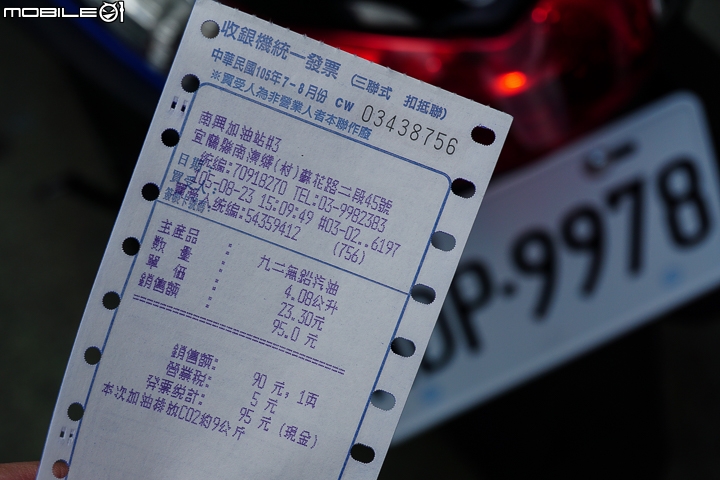 MOBILE01
收銀機統一發票 (三聯式 扣抵聯)
中華民國105年7-8月份 CW 03438756
※買受人為非營業人者本聯作廢
南興加油站#3
宜蘭縣南澳鄉(村)蘇花路二段45號
統編:70918270 TEL:03-9982383
105-08-23 15:09:49 #03-02..6197
買受人統編:54359412 (756)
主產品 : 九二無鉛汽油
數 量 : 4.08公升
單 價 : 23.30元
銷售額 : 95.0 元
銷售額: 90 元, 1丙
營業稅: 5 元
發票總計: 95 元 (現金)
本次加油排放CO2約9公斤
P-9978